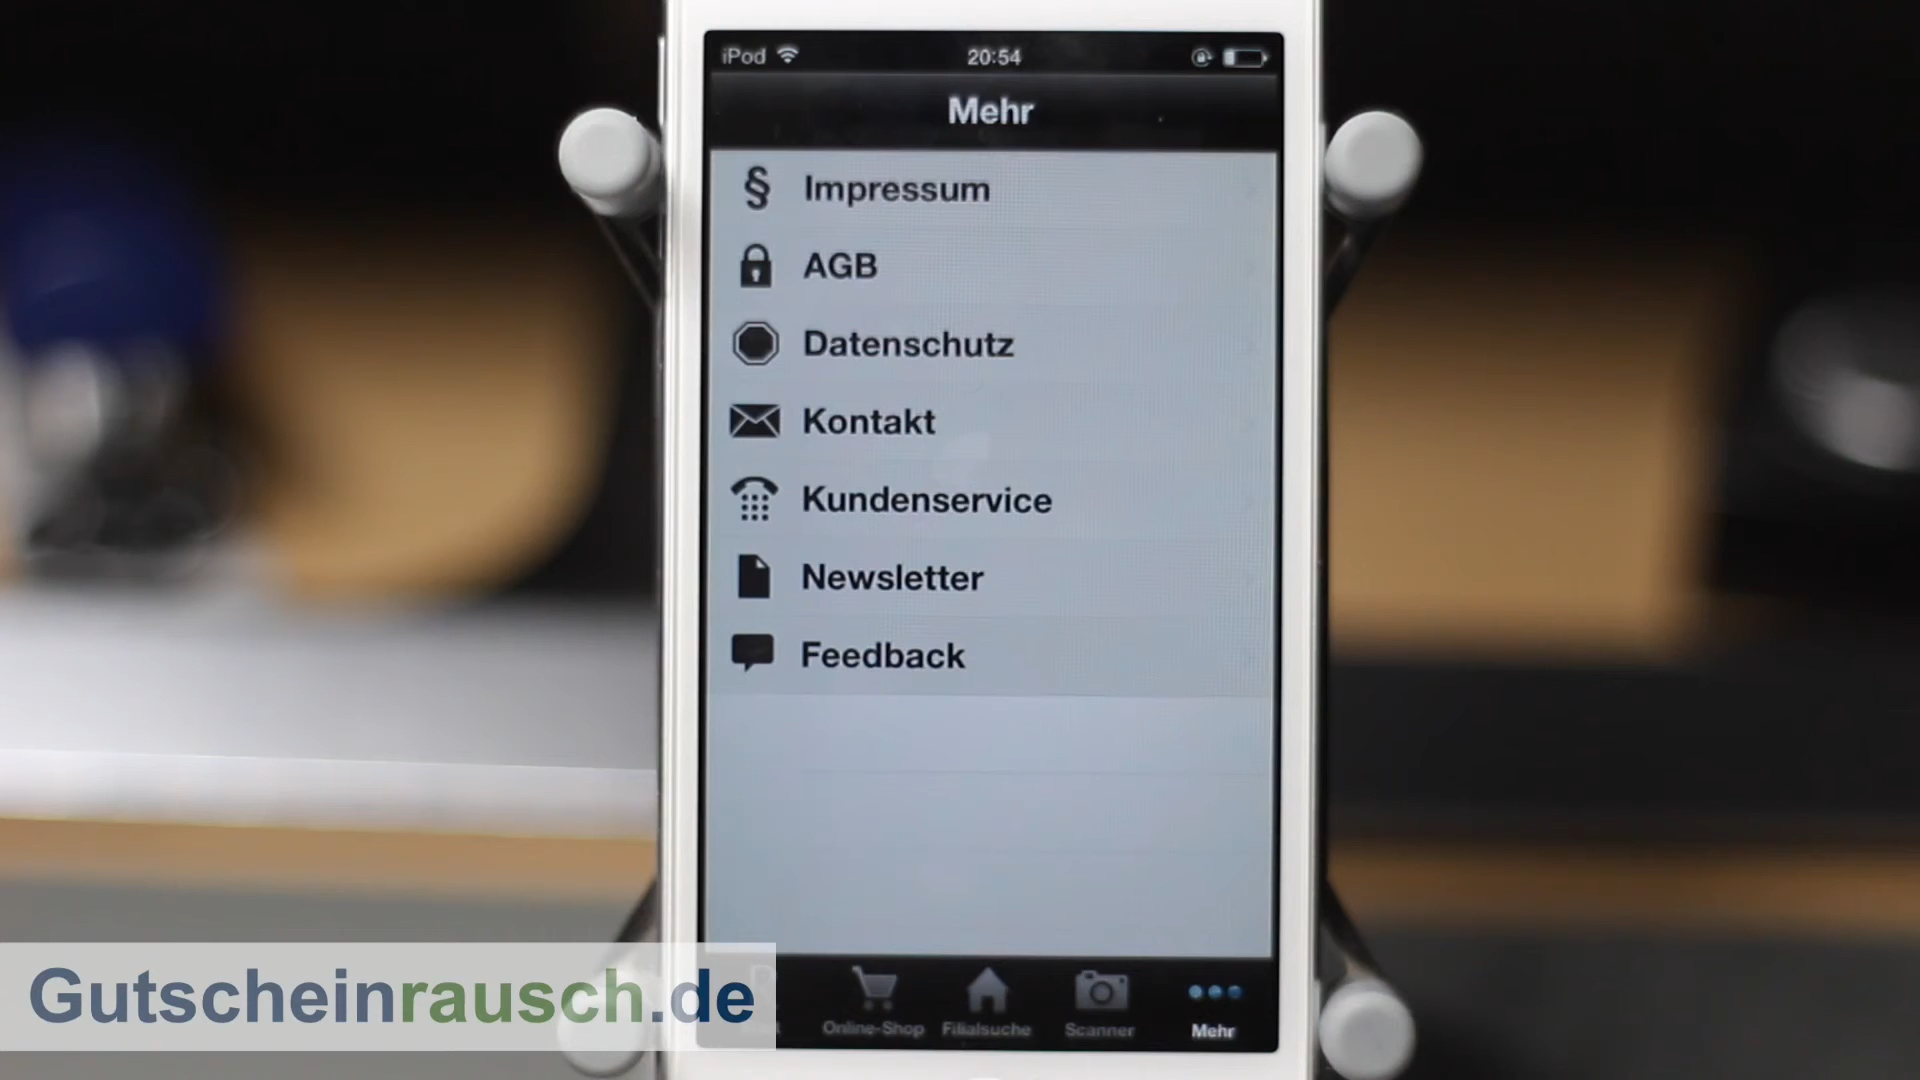 iPod 20:54
Mehr
§ Impressum
AGB
Datenschutz
Kontakt
Kundenservice
Newsletter
Feedback
Online-Shop Filialsuche Scanner Mehr
Gutscheinrausch.de